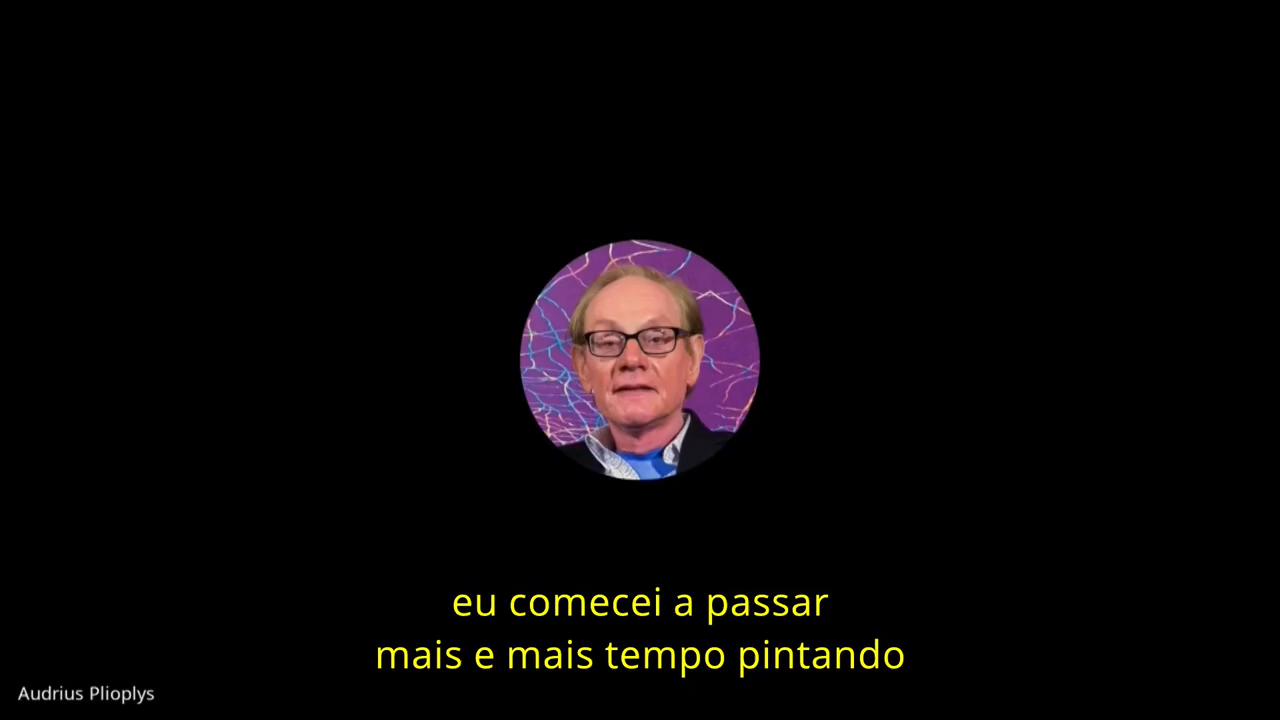 eu comecei a passar
mais e mais tempo pintando
Audrius Plioplys